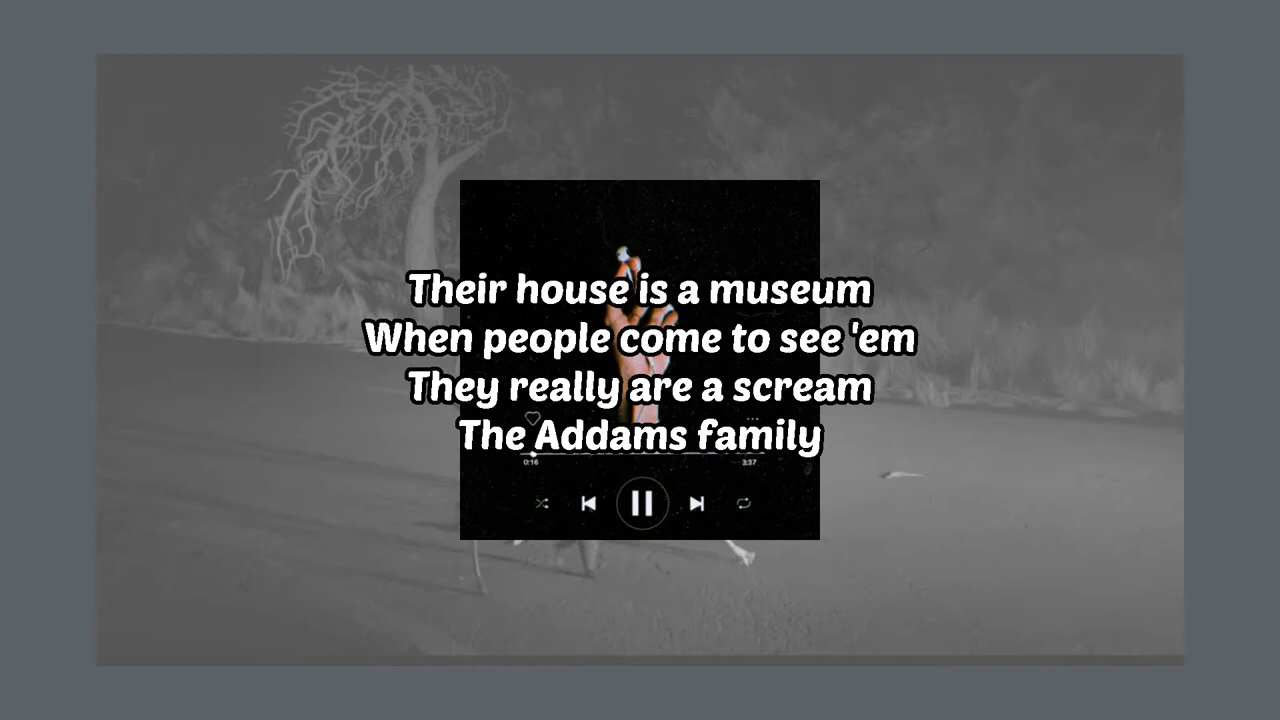 Their house is a museum
When people come to see 'em
They really are a scream
The Addams family
0:16
3:37